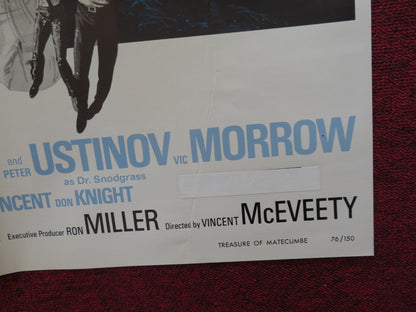 and PETER USTINOV VIC MORROW
as Dr. Snodgrass
NCENT DON KNIGHT
Executive Producer RON MILLER Directed by VINCENT McEVEETY
TREASURE OF MATECUMBE 76/150